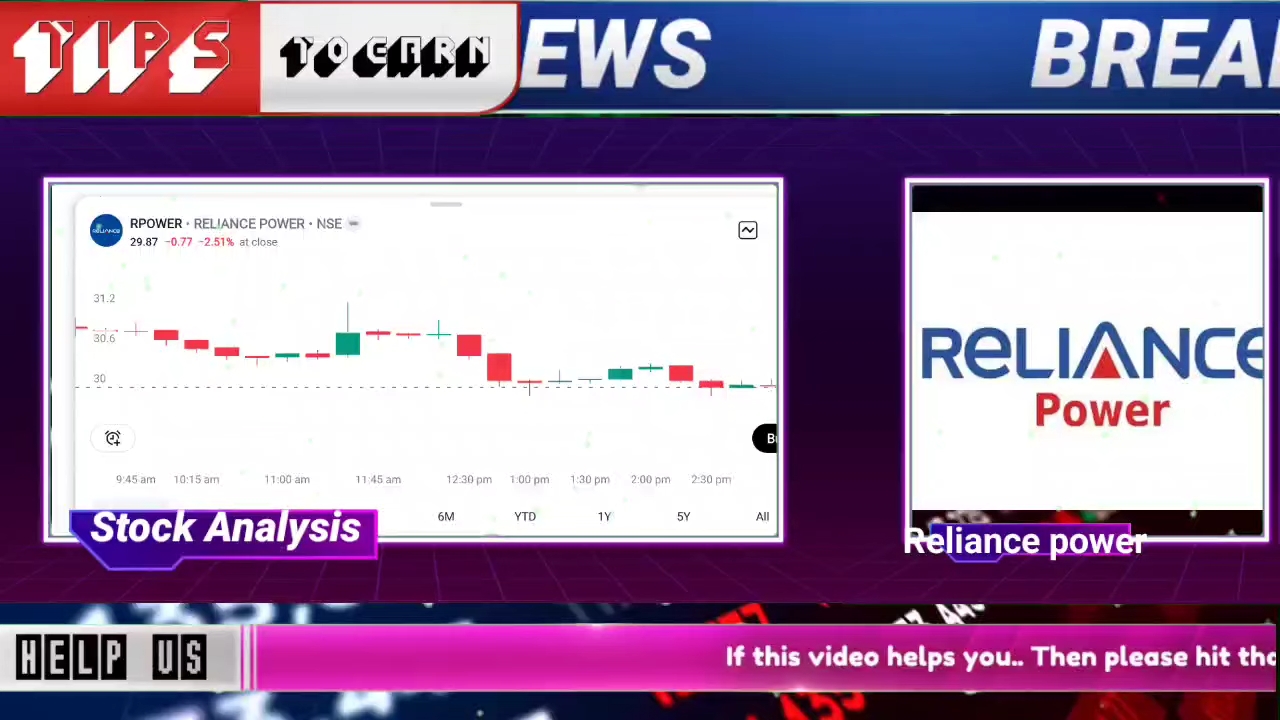 TIPS
TO EARN
EWS
BREA
RPOWER · RELIANCE POWER · NSE
29.87 −0.77 −2.51% at close
31.2
30.6
30
9:45 am 10:15 am 11:00 am 11:45 am 12:30 pm 1:00 pm 1:30 pm 2:00 pm 2:30 pm
6M YTD 1Y 5Y All
Stock Analysis
RELIANCE
Power
Reliance power
HELP US
If this video helps you.. Then please hit tha